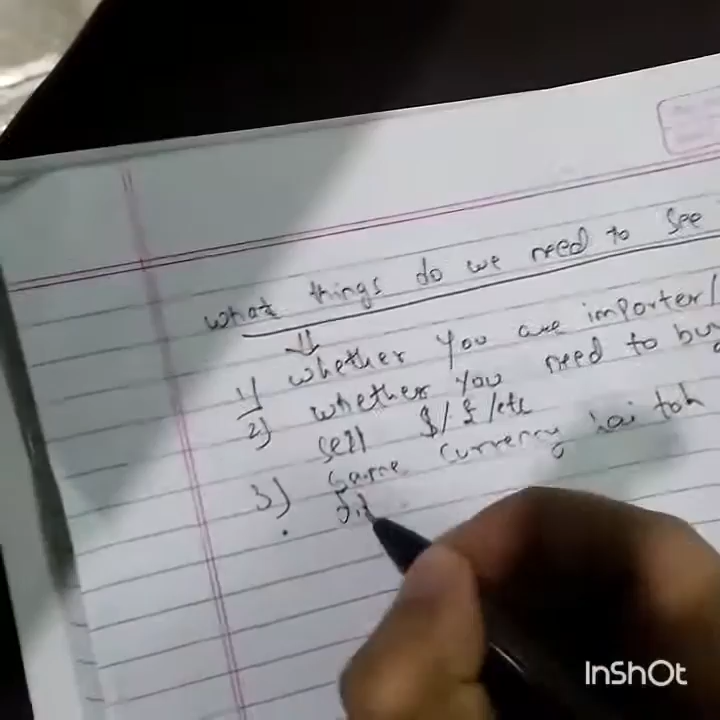 what things do we need to see
⇓
1) whether you are importer/
2) whether you need to buy
sell $/£/etc
3) Same currency hai toh
InShOt